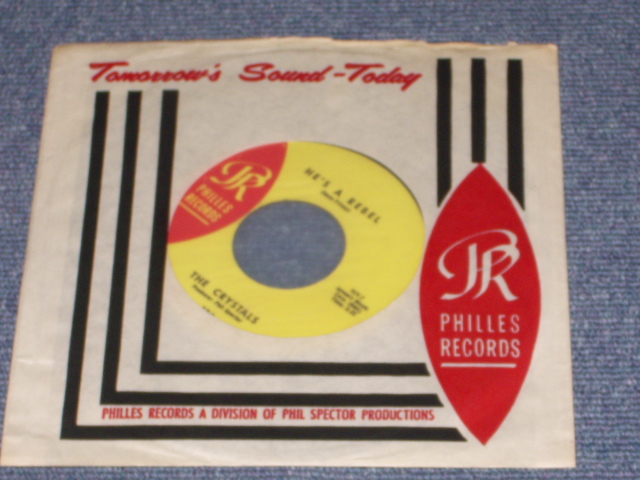 Tomorrow's Sound-Today
PR
PHILLES
RECORDS
HE'S A REBEL
THE CRYSTALS
PR
PHILLES
RECORDS
PHILLES RECORDS A DIVISION OF PHIL SPECTOR PRODUCTIONS